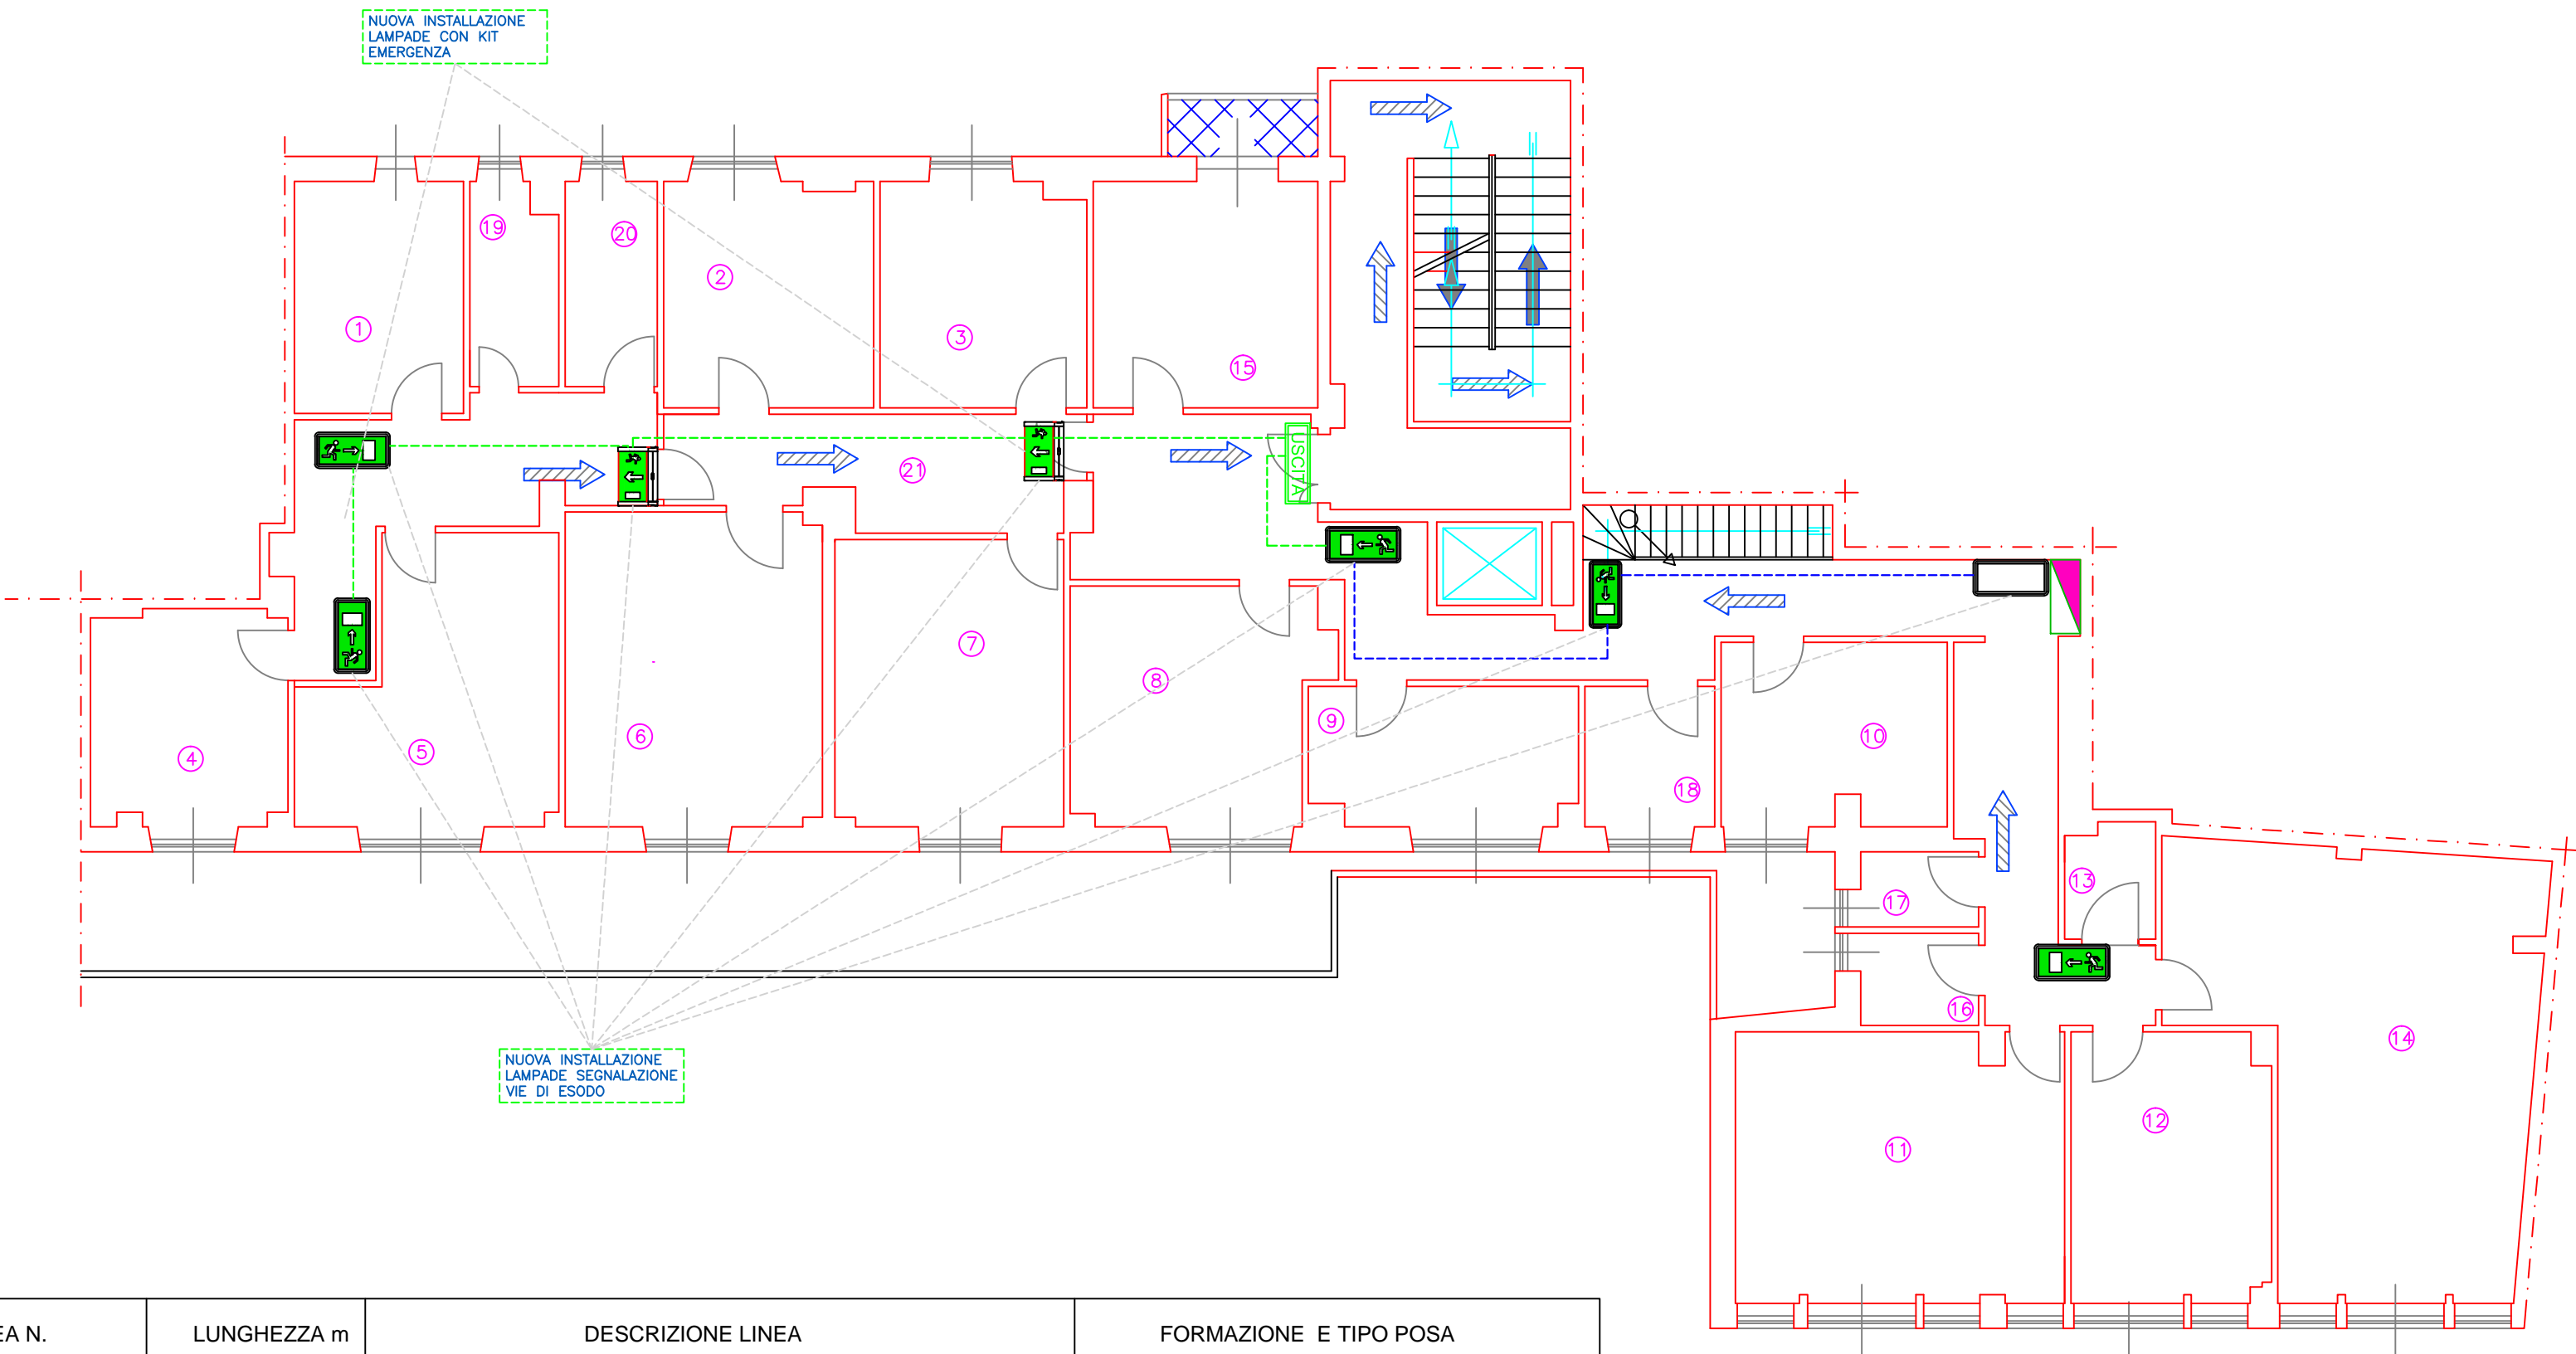 NUOVA INSTALLAZIONE
LAMPADE CON KIT
EMERGENZA
19
20
2
1
3
15
21
USCITA
7
8
9
6
10
5
4
18
13
17
16
14
12
11
NUOVA INSTALLAZIONE
LAMPADE SEGNALAZIONE
VIE DI ESODO
EA N. LUNGHEZZA m DESCRIZIONE LINEA FORMAZIONE E TIPO POSA